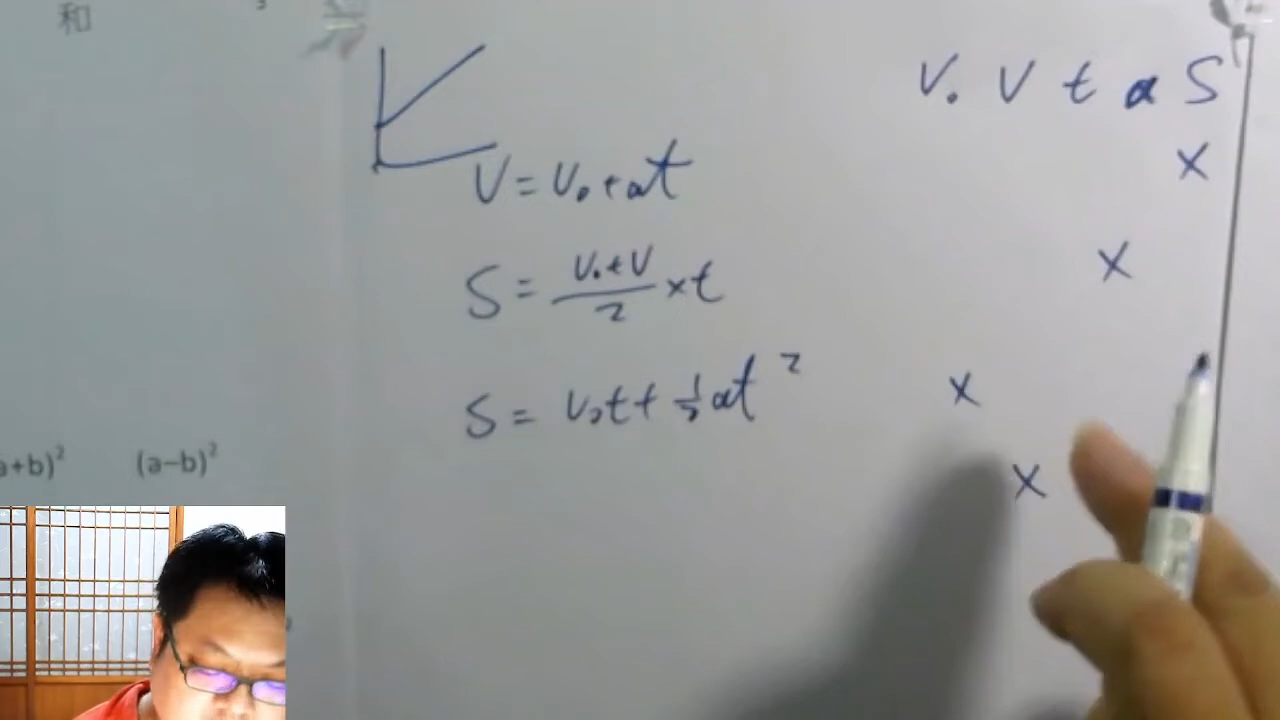 和
V₀ V t a S
×
V = V₀ + at
×
S = (V₀+V)/2 × t
×
S = V₀t + ½at²
×
a+b)² (a−b)²